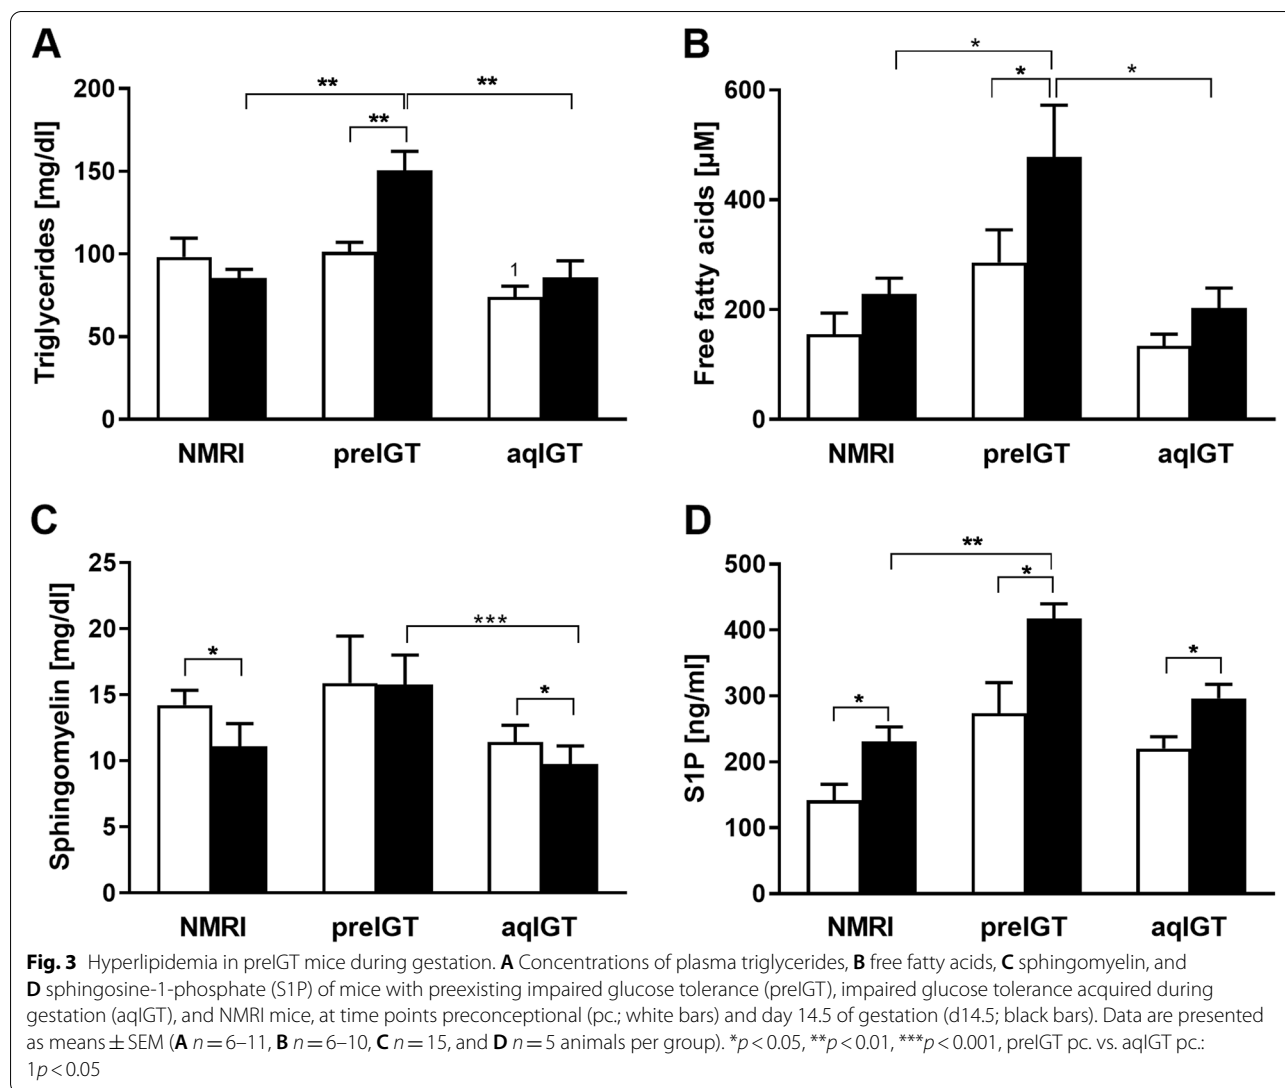 A
Triglycerides [mg/dl]
200
150
100
50
0
**
**
**
1
NMRI preIGT aqIGT
B
Free fatty acids [µM]
600
400
200
0
*
*
*
NMRI preIGT aqIGT
C
Sphingomyelin [mg/dl]
25
20
15
10
5
0
*
***
*
NMRI preIGT aqIGT
D
S1P [ng/ml]
500
400
300
200
100
0
**
*
*
*
NMRI preIGT aqIGT
Fig. 3 Hyperlipidemia in preIGT mice during gestation. A Concentrations of plasma triglycerides, B free fatty acids, C sphingomyelin, and
D sphingosine-1-phosphate (S1P) of mice with preexisting impaired glucose tolerance (preIGT), impaired glucose tolerance acquired during
gestation (aqIGT), and NMRI mice, at time points preconceptional (pc.; white bars) and day 14.5 of gestation (d14.5; black bars). Data are presented
as means ± SEM (A n = 6–11, B n = 6–10, C n = 15, and D n = 5 animals per group). *p < 0.05, **p < 0.01, ***p < 0.001, preIGT pc. vs. aqIGT pc.:
1p < 0.05